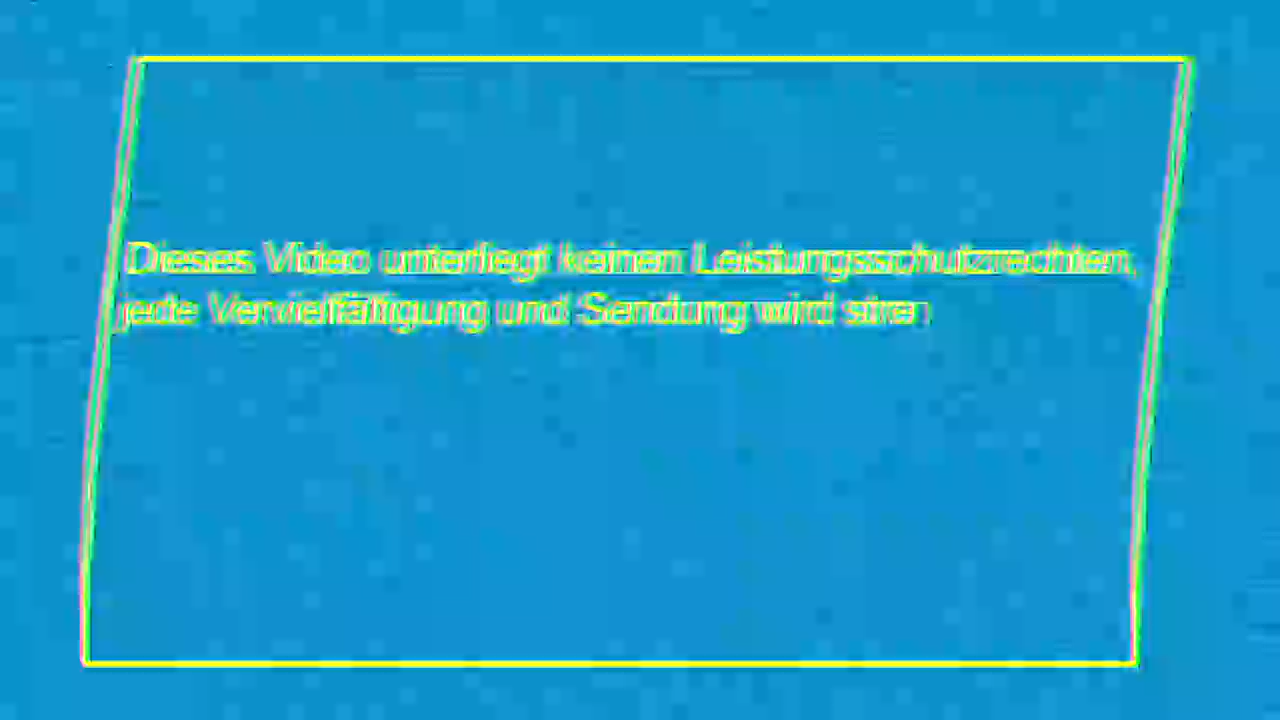 Dieses Video unterliegt keinen Leistungsschutzrechten,
jede Vervielfältigung und Sendung wird